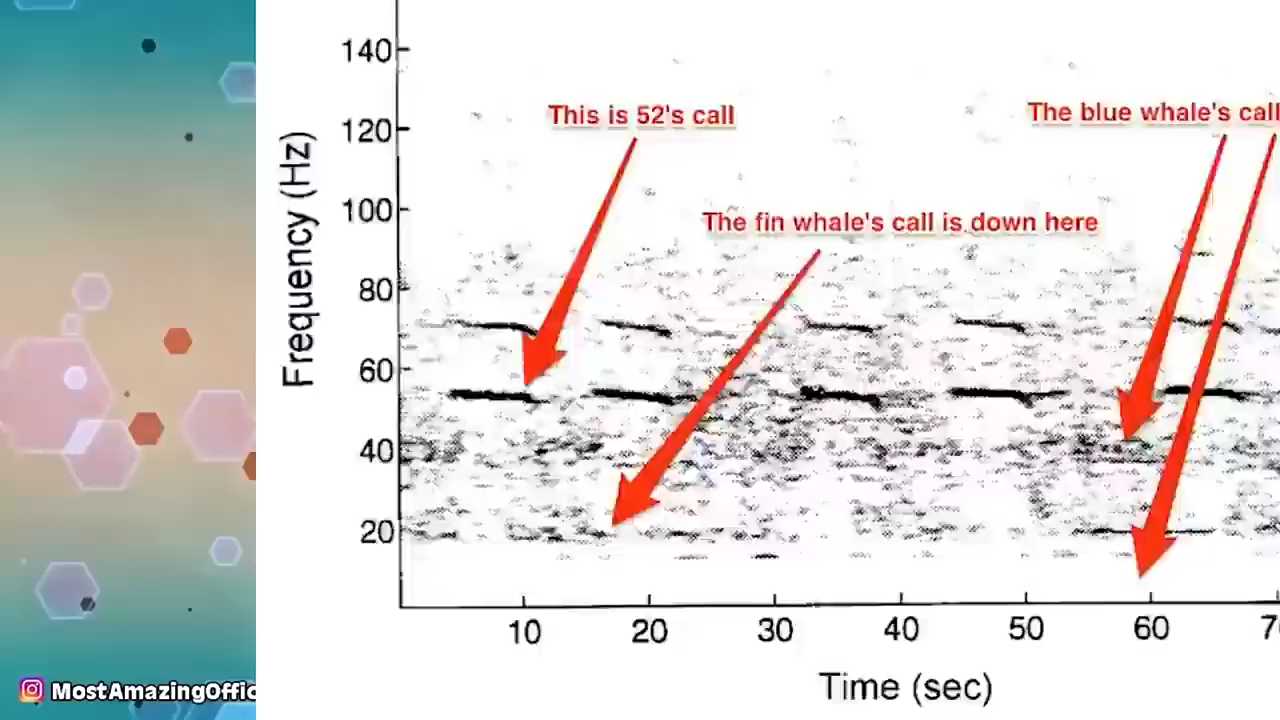 140
This is 52's call
The blue whale's call
120
100
The fin whale's call is down here
Frequency (Hz)
80
60
40
20
10 20 30 40 50 60 7
Time (sec)
MostAmazingOffic